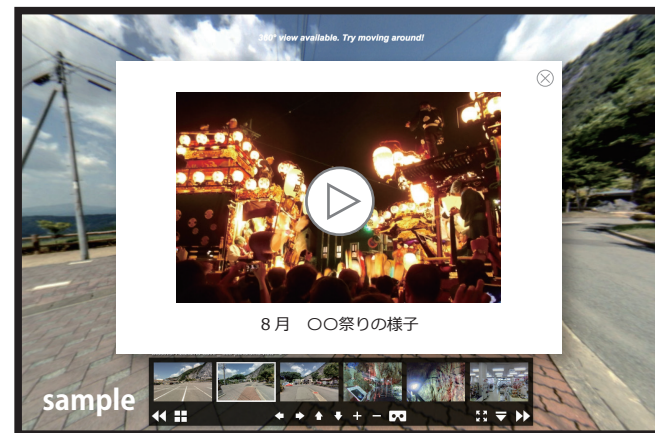 360° view available. Try moving around!
８月　〇〇祭りの様子
sample